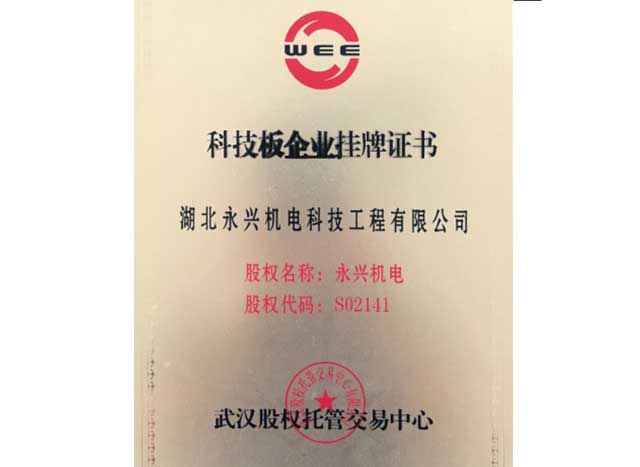 WEE
科技板企业挂牌证书
湖北永兴机电科技工程有限公司
股权名称：永兴机电
股权代码：S02141
武汉股权托管交易中心